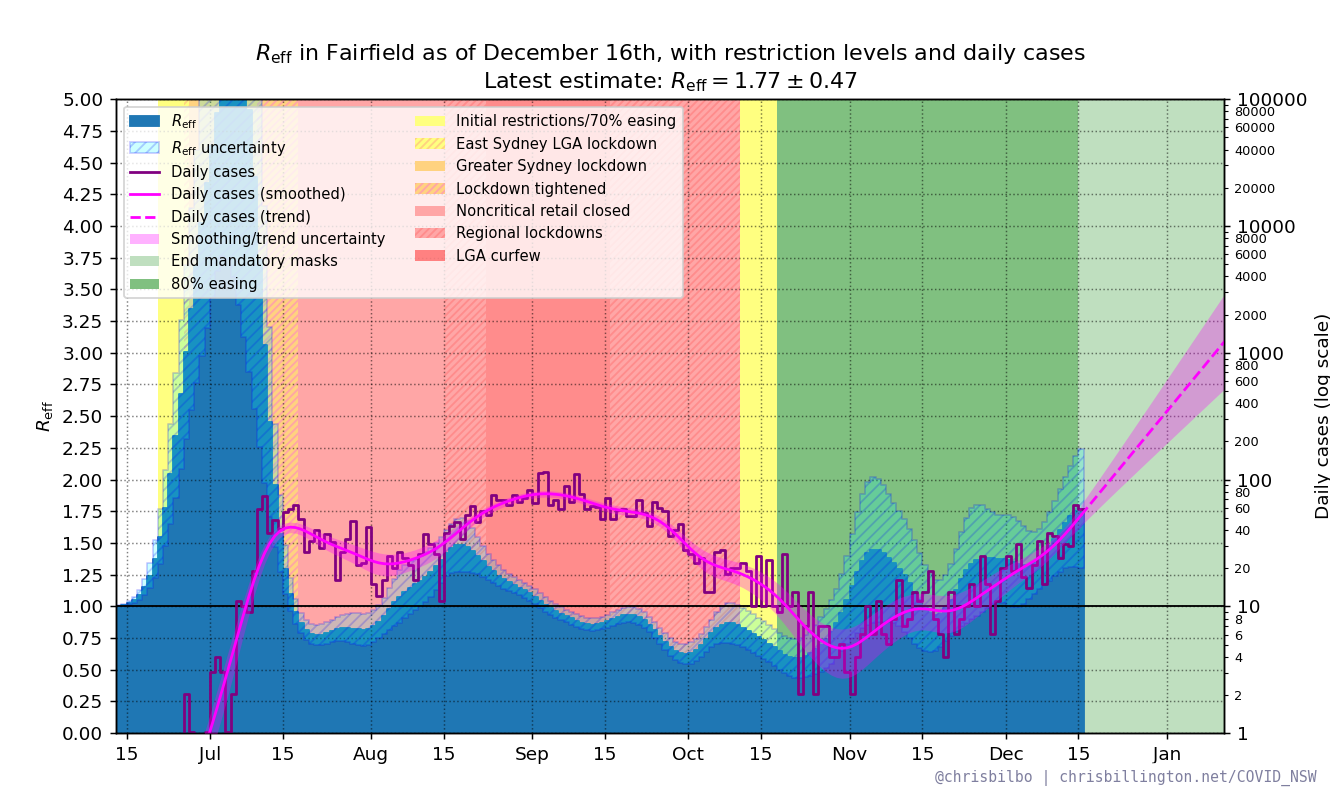 Reff in Fairfield as of December 16th, with restriction levels and daily cases
Latest estimate: Reff = 1.77 ± 0.47
Reff
Reff uncertainty
Daily cases
Daily cases (smoothed)
Daily cases (trend)
Smoothing/trend uncertainty
End mandatory masks
80% easing
Initial restrictions/70% easing
East Sydney LGA lockdown
Greater Sydney lockdown
Lockdown tightened
Noncritical retail closed
Regional lockdowns
LGA curfew
Reff
5.00
4.75
4.50
4.25
4.00
3.75
3.50
3.25
3.00
2.75
2.50
2.25
2.00
1.75
1.50
1.25
1.00
0.75
0.50
0.25
0.00
15 Jul 15 Aug 15 Sep 15 Oct 15 Nov 15 Dec 15 Jan
100000
80000
60000
40000
20000
10000
8000
6000
4000
2000
1000
800
600
400
200
100
80
60
40
20
10
8
6
4
2
1
Daily cases (log scale)
@chrisbilbo | chrisbillington.net/COVID_NSW